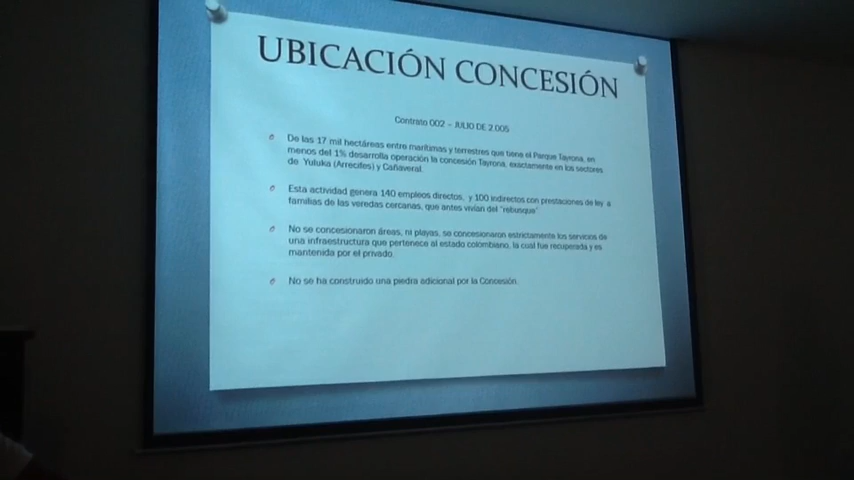 UBICACIÓN CONCESIÓN
Contrato 002 – JULIO DE 2.005
De las 17 mil hectáreas entre marítimas y terrestres que tiene el Parque Tayrona, en
menos del 1% desarrolla operación la concesión Tayrona, exactamente en los sectores
de Yuluka (Arrecifes) y Cañaveral.
Esta actividad genera 140 empleos directos, y 100 indirectos con prestaciones de ley a
familias de las veredas cercanas, que antes vivían del "rebusque"
No se concesionaron áreas, ni playas, se concesionaron estrictamente los servicios de
una infraestructura que pertenece al estado colombiano, la cual fue recuperada y es
mantenida por el privado.
No se ha construido una piedra adicional por la Concesión.